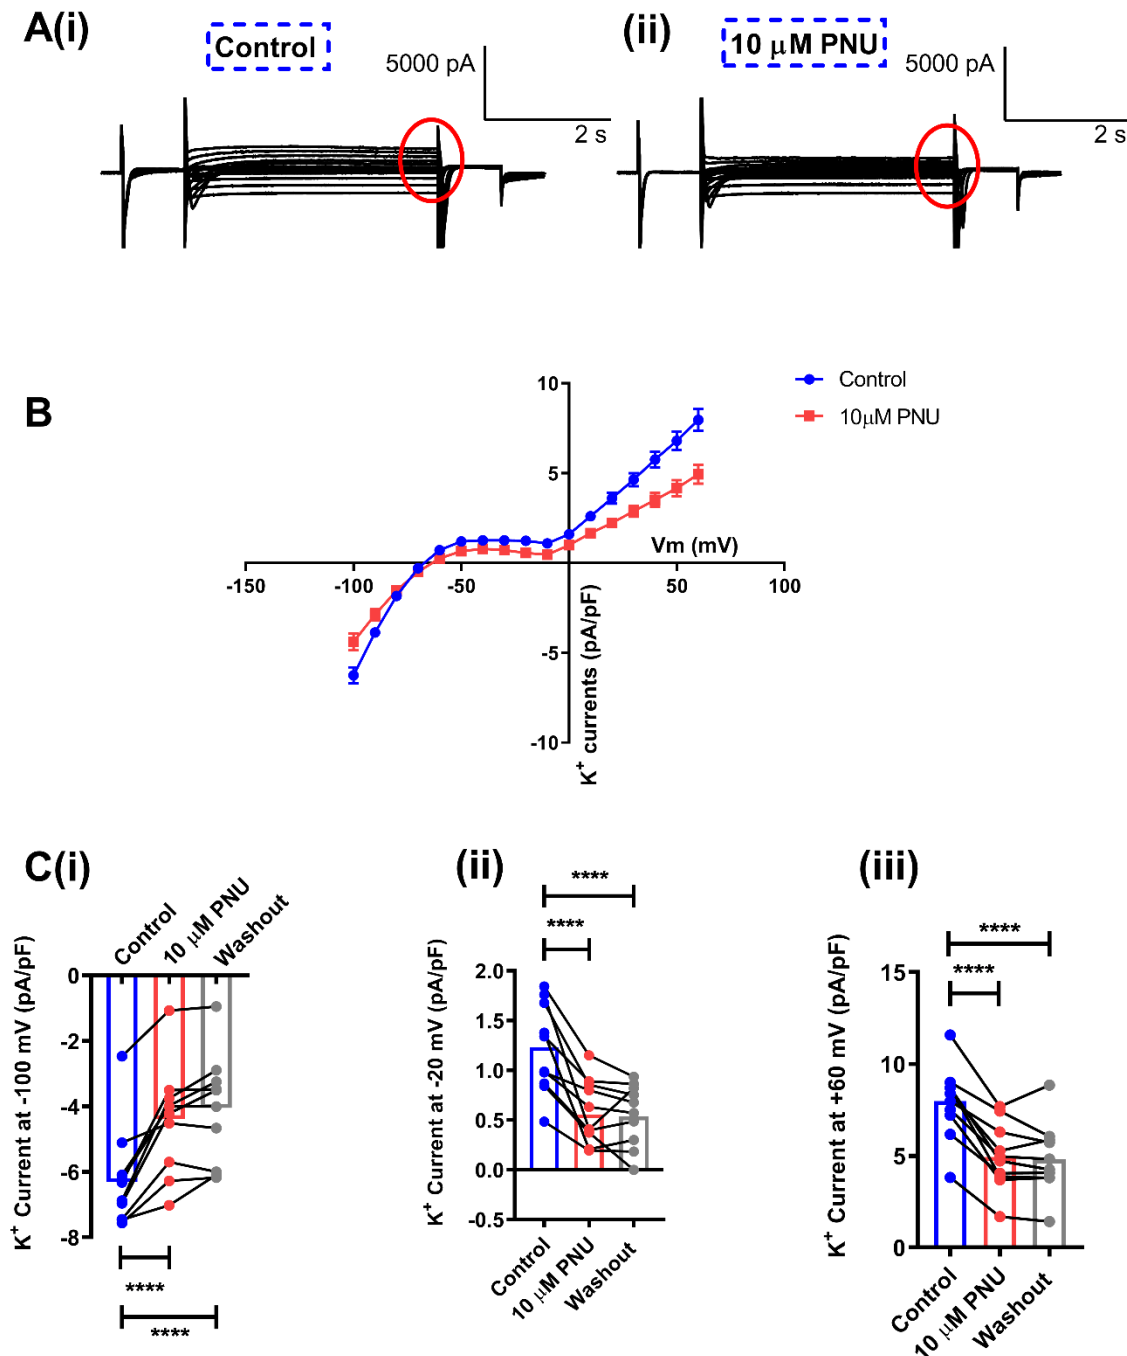 A(i)
Control
5000 pA
2 s
(ii)
10 μM PNU
5000 pA
2 s
B
Control
10μM PNU
10
5
-5
-10
-150
-100
-50
0
50
100
Vm (mV)
K+ currents (pA/pF)
C(i)
Control
10 μM PNU
Washout
K+ Current at -100 mV (pA/pF)
0
-2
-4
-6
-8
****
****
(ii)
****
****
K+ Current at -20 mV (pA/pF)
2.0
1.5
1.0
0.5
0.0
-0.5
Control
10 μM PNU
Washout
(iii)
****
****
K+ Current at +60 mV (pA/pF)
15
10
5
0
Control
10 μM PNU
Washout